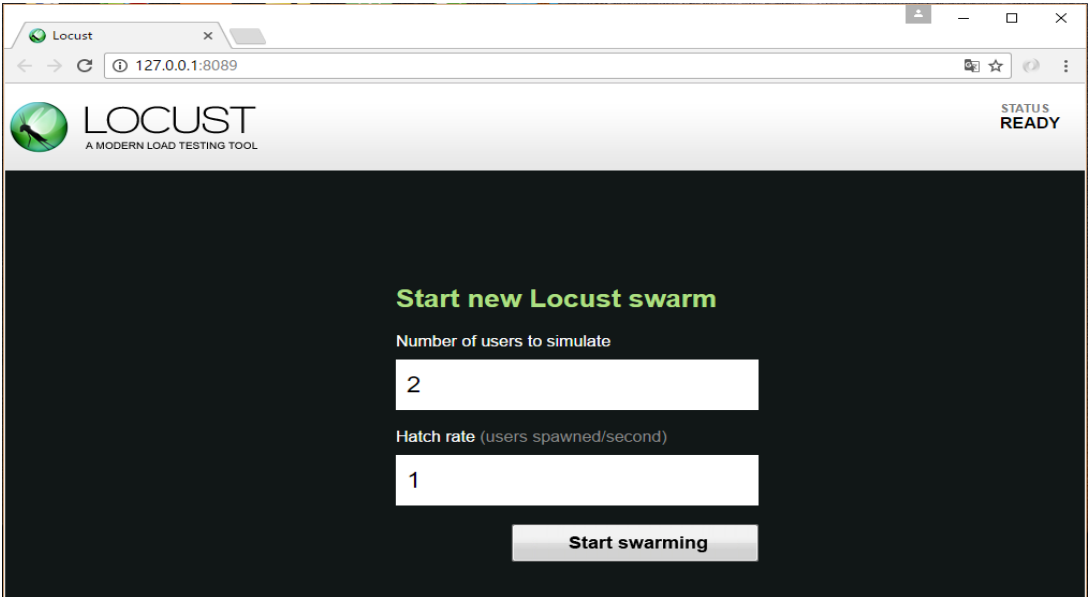 Locust
127.0.0.1:8089
LOCUST
A MODERN LOAD TESTING TOOL
STATUS
READY
Start new Locust swarm
Number of users to simulate
2
Hatch rate (users spawned/second)
1
Start swarming